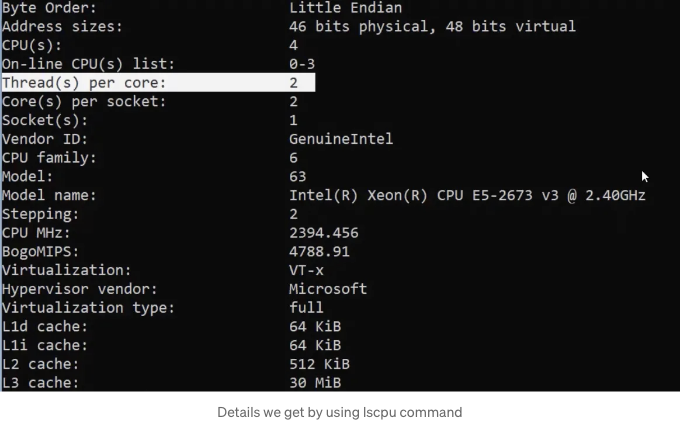 Byte Order: Little Endian
Address sizes: 46 bits physical, 48 bits virtual
CPU(s): 4
On-line CPU(s) list: 0-3
Thread(s) per core: 2
Core(s) per socket: 2
Socket(s): 1
Vendor ID: GenuineIntel
CPU family: 6
Model: 63
Model name: Intel(R) Xeon(R) CPU E5-2673 v3 @ 2.40GHz
Stepping: 2
CPU MHz: 2394.456
BogoMIPS: 4788.91
Virtualization: VT-x
Hypervisor vendor: Microsoft
Virtualization type: full
L1d cache: 64 KiB
L1i cache: 64 KiB
L2 cache: 512 KiB
L3 cache: 30 MiB
Details we get by using lscpu command